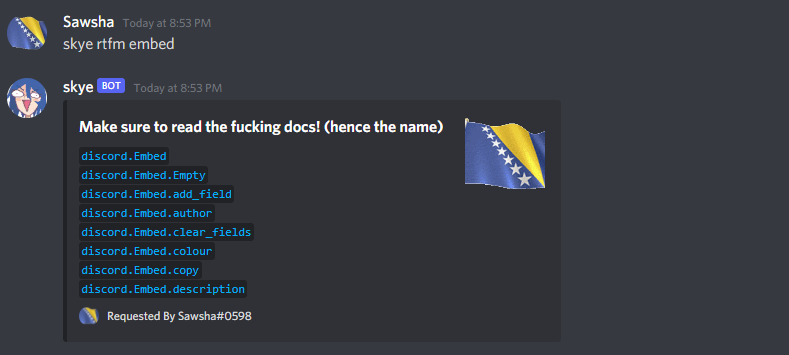 Sawsha Today at 8:53 PM
skye rtfm embed
skye BOT Today at 8:53 PM
Make sure to read the fucking docs! (hence the name)
discord.Embed
discord.Embed.Empty
discord.Embed.add_field
discord.Embed.author
discord.Embed.clear_fields
discord.Embed.colour
discord.Embed.copy
discord.Embed.description
Requested By Sawsha#0598